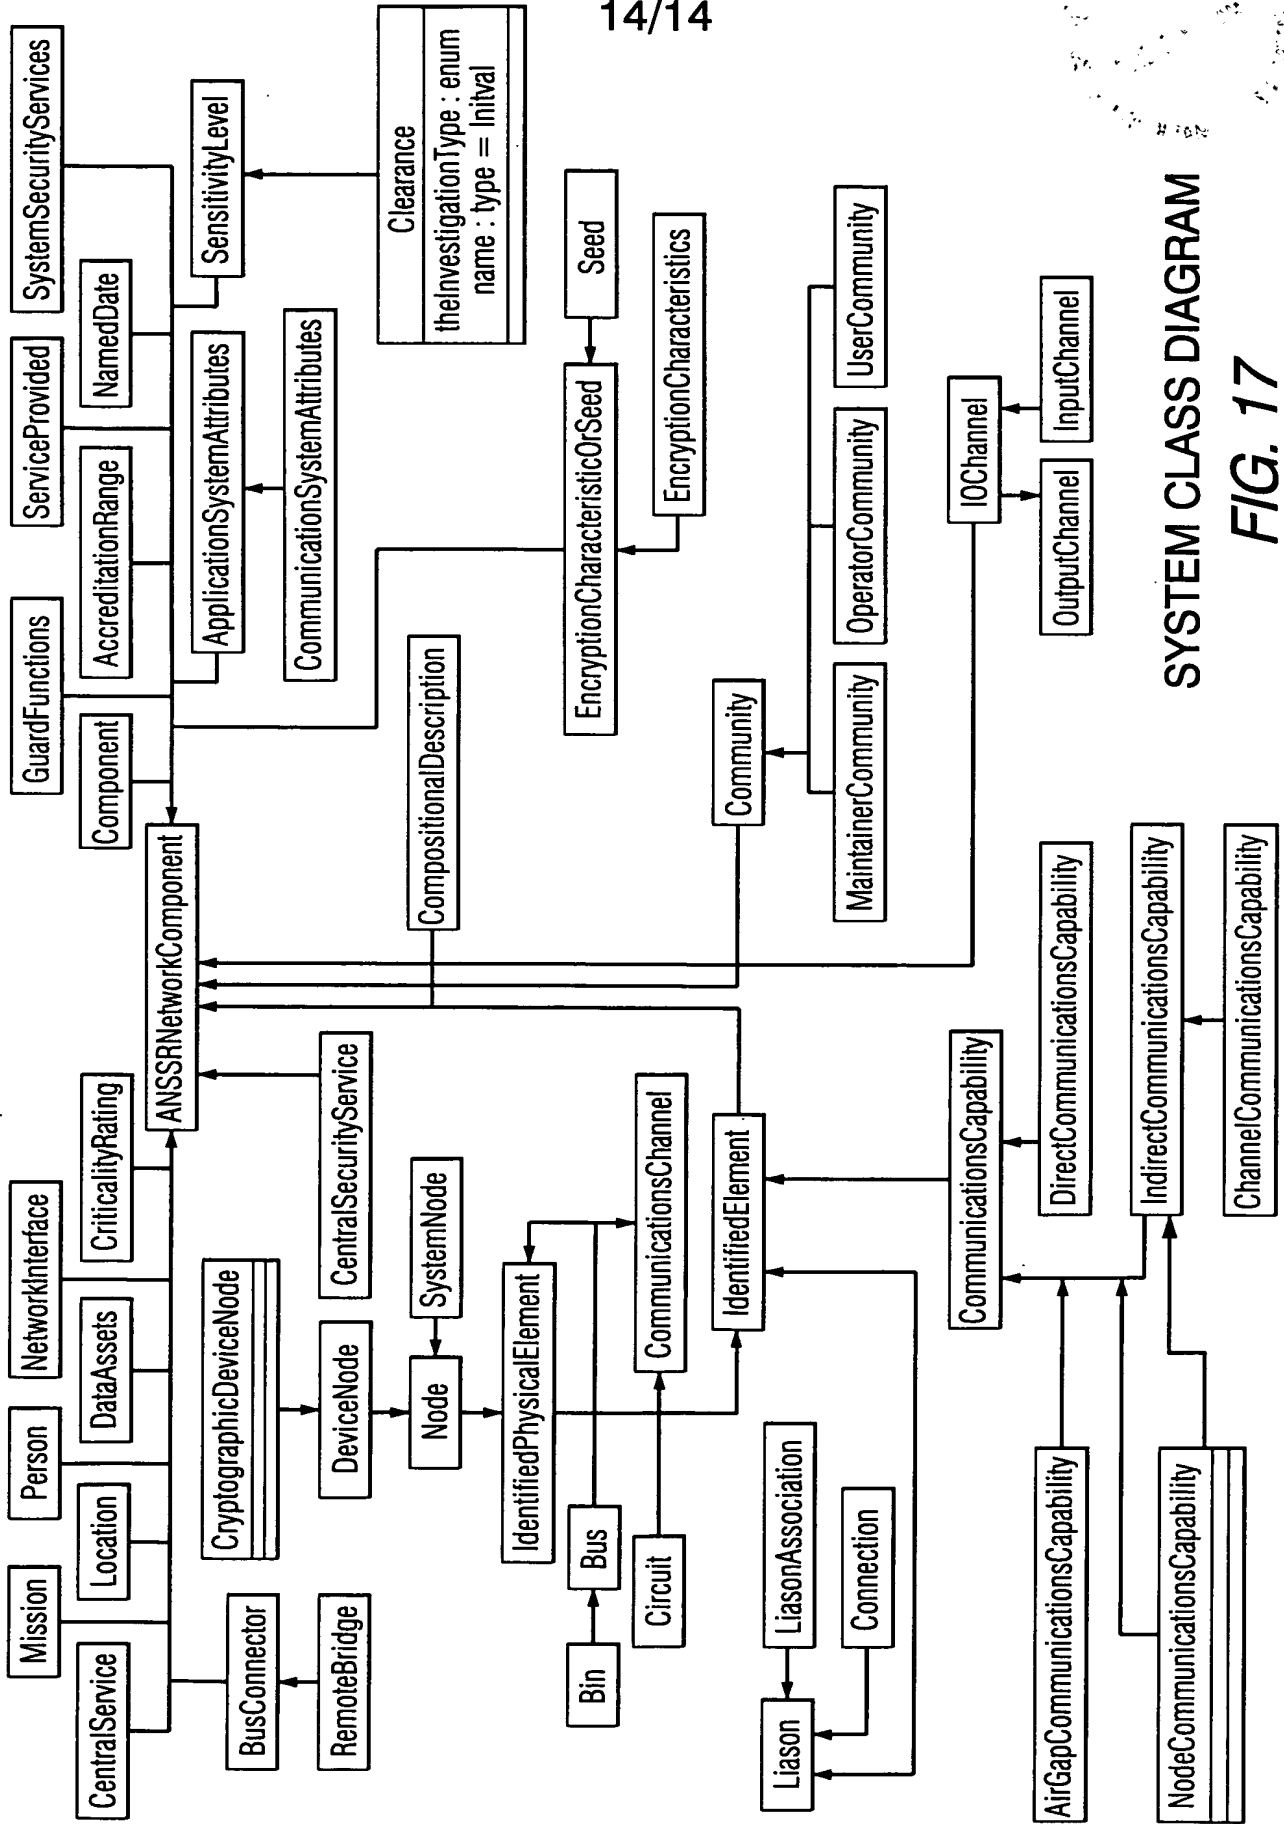 14/14
CentralService
Mission
Location
Person
DataAssets
NetworkInterface
CriticalityRating
ANSSRNetworkComponent
Component
GuardFunctions
AccreditationRange
ServiceProvided
NamedDate
SystemSecurityServices
BusConnector
RemoteBridge
CryptographicDeviceNode
DeviceNode
Node
SystemNode
CentralSecurityService
ApplicationSystemAttributes
CommunicationSystemAttributes
SensitivityLevel
Clearance
theInvestigationType : enum
name : type = Initval
IdentifiedPhysicalElement
Bin
Bus
Circuit
CommunicationsChannel
CompositionalDescription
EncryptionCharacteristicOrSeed
Seed
EncryptionCharacteristics
Liason
LiasonAssociation
Connection
IdentifiedElement
Community
MaintainerCommunity
OperatorCommunity
UserCommunity
CommunicationsCapability
AirGapCommunicationsCapability
NodeCommunicationsCapability
DirectCommunicationsCapability
IndirectCommunicationsCapability
ChannelCommunicationsCapability
IOChannel
OutputChannel
InputChannel
SYSTEM CLASS DIAGRAM
FIG. 17